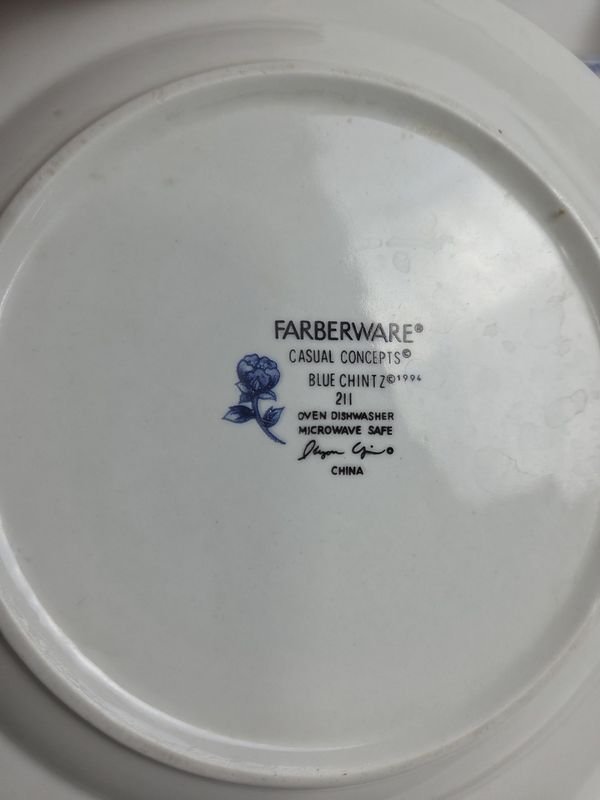 FARBERWARE®
CASUAL CONCEPTS©
BLUE CHINTZ©1994
211
OVEN DISHWASHER
MICROWAVE SAFE
CHINA